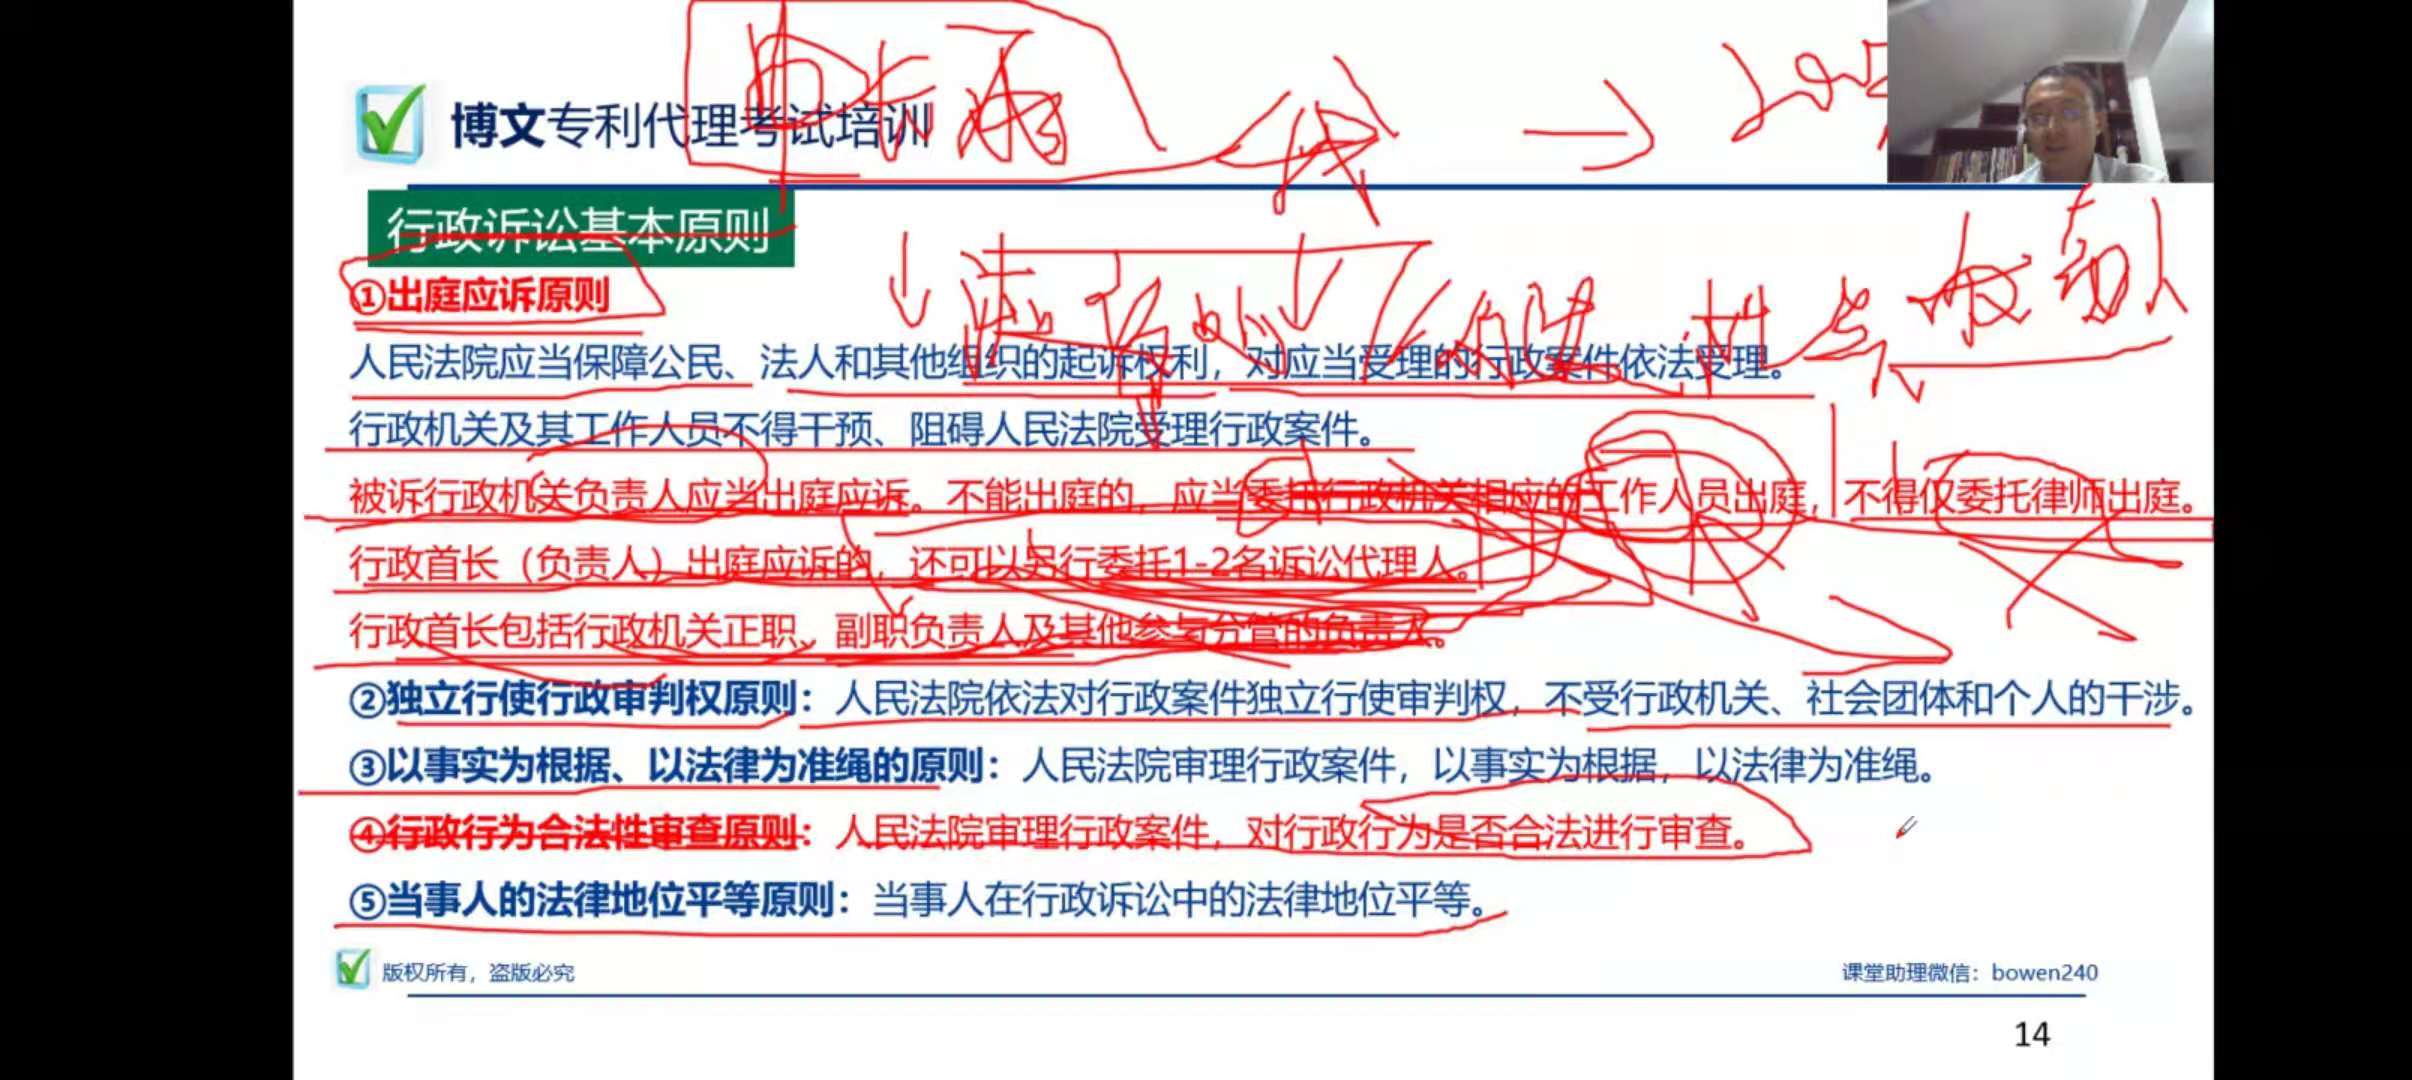 博文专利代理考试培训
行政诉讼基本原则
①出庭应诉原则
人民法院应当保障公民、法人和其他组织的起诉权利，对应当受理的行政案件依法受理。
行政机关及其工作人员不得干预、阻碍人民法院受理行政案件。
被诉行政机关负责人应当出庭应诉。不能出庭的，应当委托行政机关相应的工作人员出庭，不得仅委托律师出庭。
行政首长（负责人）出庭应诉的，还可以另行委托1-2名诉讼代理人。
行政首长包括行政机关正职、副职负责人及其他参与分管的负责人。
②独立行使行政审判权原则：人民法院依法对行政案件独立行使审判权，不受行政机关、社会团体和个人的干涉。
③以事实为根据、以法律为准绳的原则：人民法院审理行政案件，以事实为根据，以法律为准绳。
④行政行为合法性审查原则：人民法院审理行政案件，对行政行为是否合法进行审查。
⑤当事人的法律地位平等原则：当事人在行政诉讼中的法律地位平等。
版权所有，盗版必究
课堂助理微信：bowen240
14